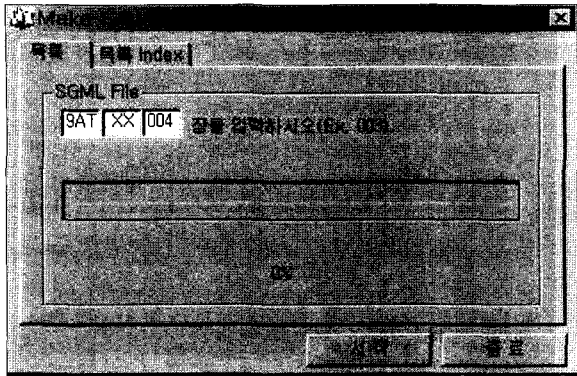 Make
목록 목록 Index
SGML File
9AT XX 004 장을 입력하시오(Ex. 003).
0%
시작 종료